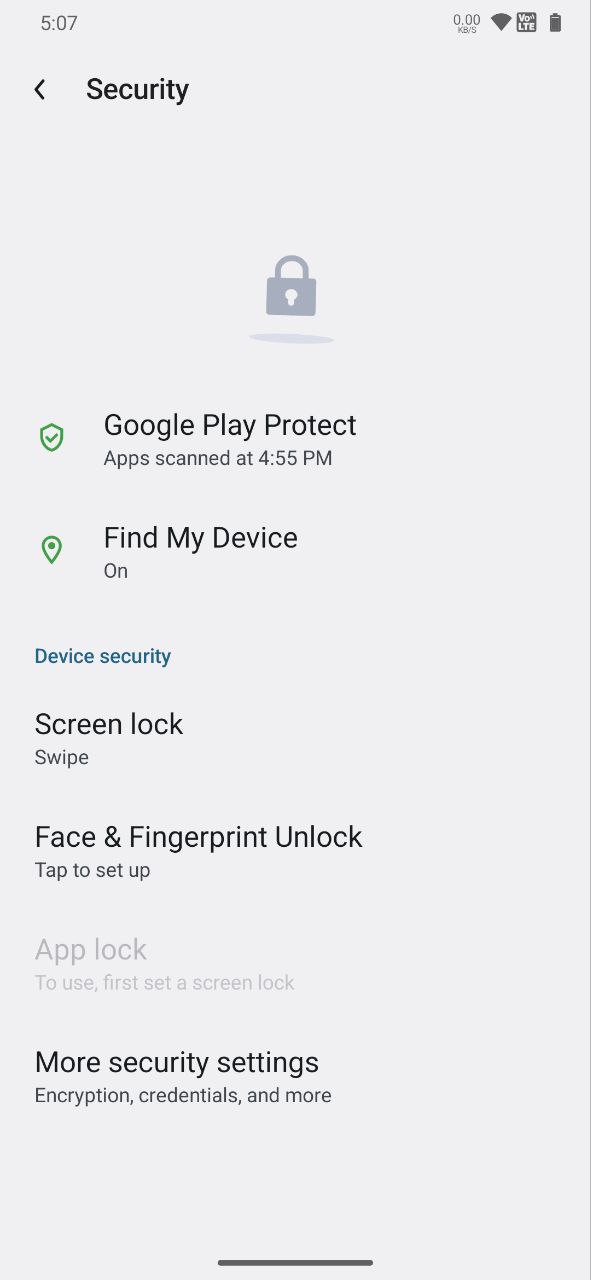 5:07
0.00
KB/S
Vo))
LTE
Security
Google Play Protect
Apps scanned at 4:55 PM
Find My Device
On
Device security
Screen lock
Swipe
Face & Fingerprint Unlock
Tap to set up
App lock
To use, first set a screen lock
More security settings
Encryption, credentials, and more